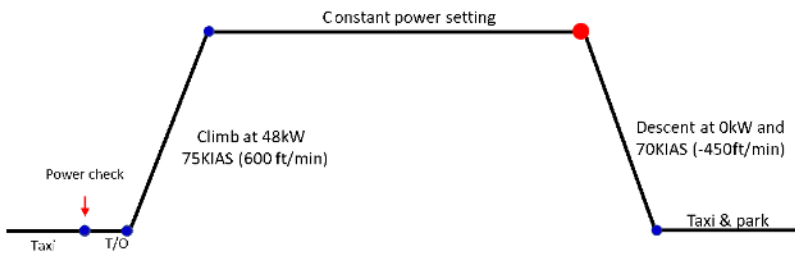 Constant power setting
Climb at 48kW
75KIAS (600 ft/min)
Descent at 0kW and
70KIAS (-450ft/min)
Power check
Taxi
T/O
Taxi & park